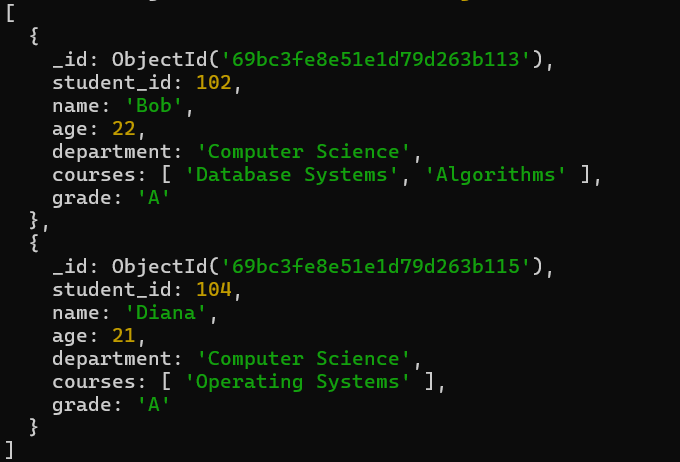 [
  {
    _id: ObjectId('69bc3fe8e51e1d79d263b113'),
    student_id: 102,
    name: 'Bob',
    age: 22,
    department: 'Computer Science',
    courses: [ 'Database Systems', 'Algorithms' ],
    grade: 'A'
  },
  {
    _id: ObjectId('69bc3fe8e51e1d79d263b115'),
    student_id: 104,
    name: 'Diana',
    age: 21,
    department: 'Computer Science',
    courses: [ 'Operating Systems' ],
    grade: 'A'
  }
]